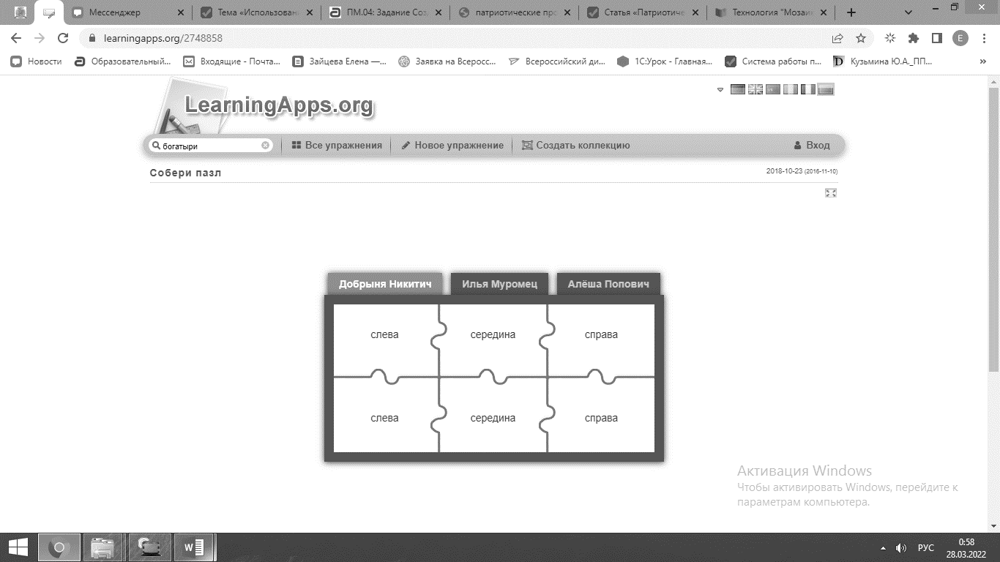 Мессенджер
Тема «Использовани
ПМ.04: Задание Соз
патриотические пра
Статья «Патриотиче
Технология "Мозаик
learningapps.org/2748858
E
Новости
Образовательный...
Входящие - Почта...
Зайцева Елена —...
Заявка на Всеросс...
Всероссийский ди...
1С:Урок - Главная...
Система работы п...
Кузьмина Ю.А._ПП...
»
LearningApps.org
богатыри
Все упражнения
Новое упражнение
Создать коллекцию
Вход
Собери пазл
2018-10-23 (2016-11-10)
Добрыня Никитич
Илья Муромец
Алёша Попович
слева
середина
справа
слева
середина
справа
Активация Windows
Чтобы активировать Windows, перейдите к
параметрам компьютера.
РУС
0:58
28.03.2022